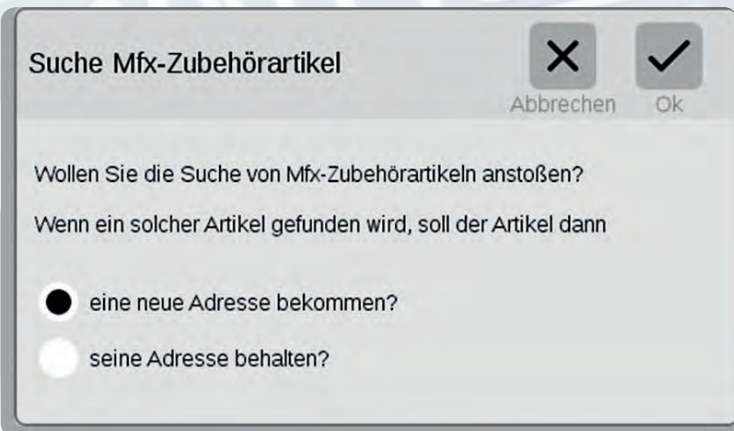 Suche Mfx-Zubehörartikel
Abbrechen
Ok
Wollen Sie die Suche von Mfx-Zubehörartikeln anstoßen?
Wenn ein solcher Artikel gefunden wird, soll der Artikel dann
eine neue Adresse bekommen?
seine Adresse behalten?